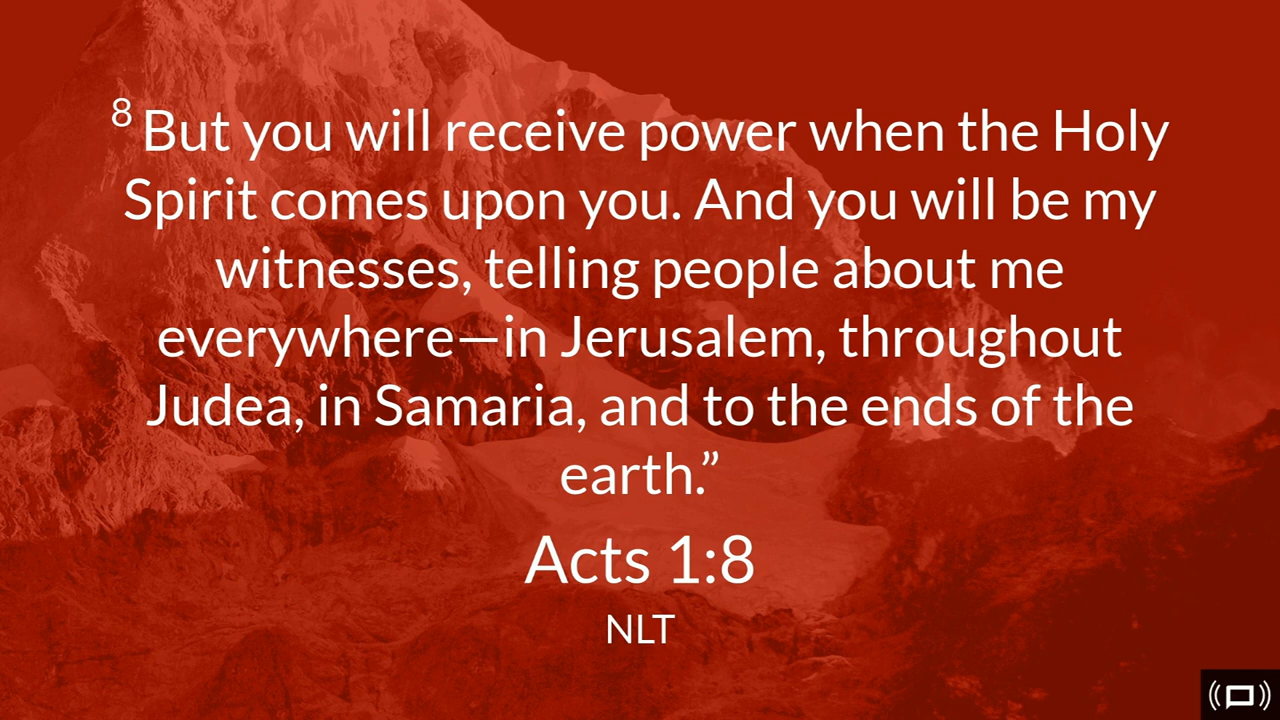 8 But you will receive power when the Holy
Spirit comes upon you. And you will be my
witnesses, telling people about me
everywhere—in Jerusalem, throughout
Judea, in Samaria, and to the ends of the
earth.”
Acts 1:8
NLT